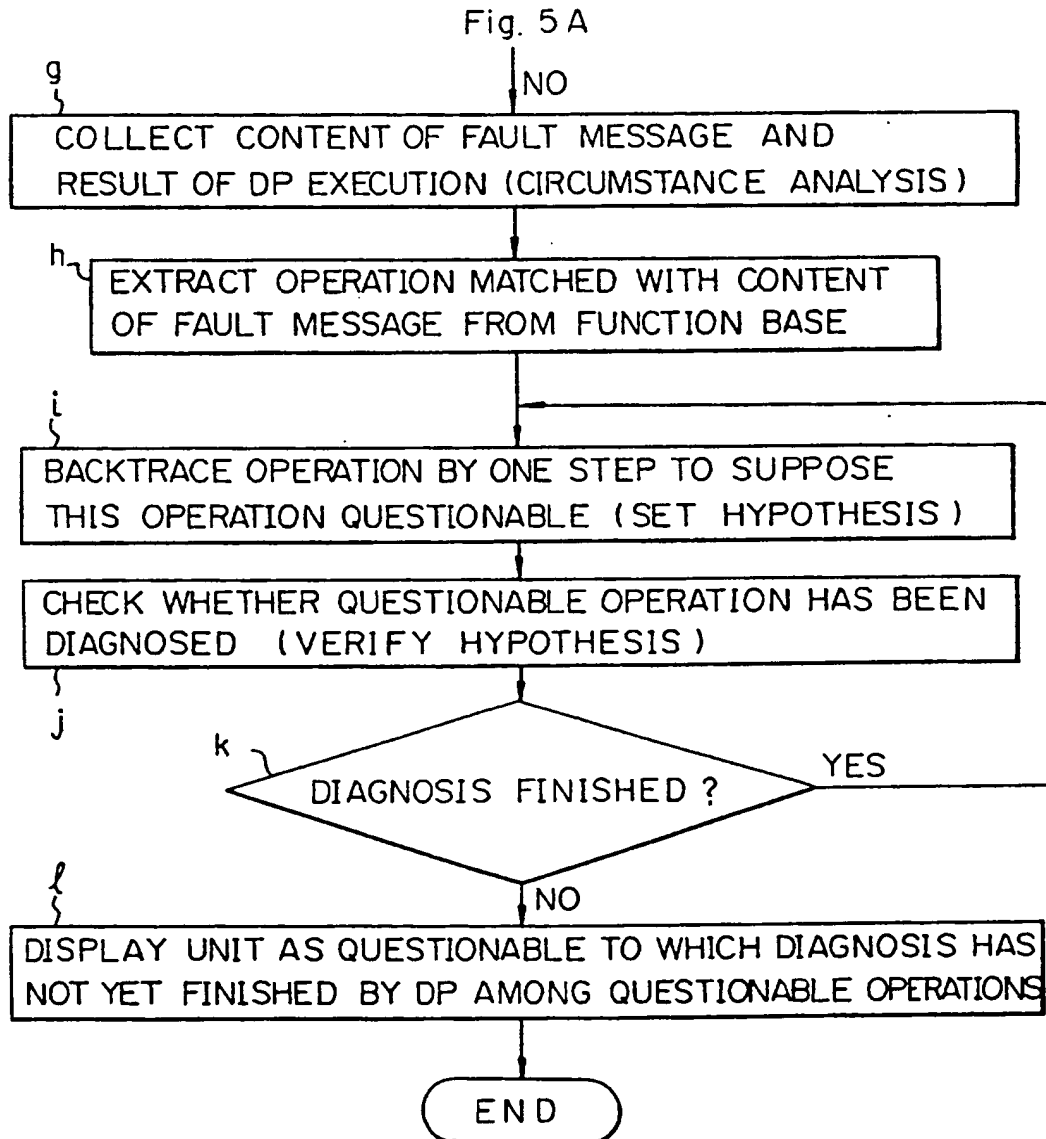 Fig. 5A
NO
g
COLLECT CONTENT OF FAULT MESSAGE AND
RESULT OF DP EXECUTION (CIRCUMSTANCE ANALYSIS)
h
EXTRACT OPERATION MATCHED WITH CONTENT
OF FAULT MESSAGE FROM FUNCTION BASE
i
BACKTRACE OPERATION BY ONE STEP TO SUPPOSE
THIS OPERATION QUESTIONABLE (SET HYPOTHESIS)
CHECK WHETHER QUESTIONABLE OPERATION HAS BEEN
DIAGNOSED (VERIFY HYPOTHESIS)
j
k
DIAGNOSIS FINISHED ?
YES
NO
ℓ
DISPLAY UNIT AS QUESTIONABLE TO WHICH DIAGNOSIS HAS
NOT YET FINISHED BY DP AMONG QUESTIONABLE OPERATIONS
END